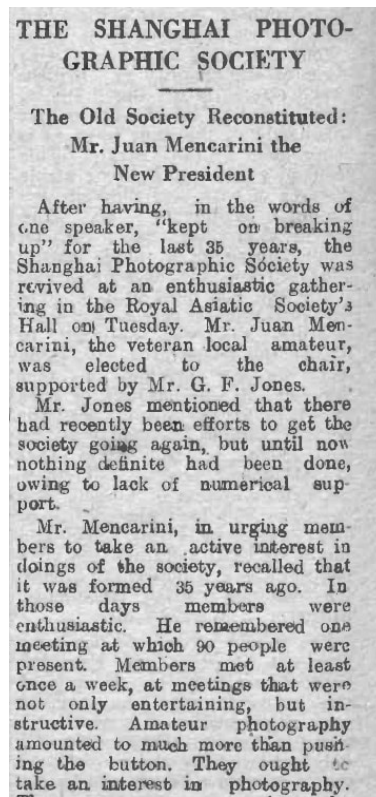 THE SHANGHAI PHOTO-
GRAPHIC SOCIETY
The Old Society Reconstituted:
Mr. Juan Mencarini the
New President
After having, in the words of
one speaker, "kept on breaking
up" for the last 35 years, the
Shanghai Photographic Society was
revived at an enthusiastic gather-
ing in the Royal Asiatic Society's
Hall on Tuesday. Mr. Juan Men-
carini, the veteran local amateur,
was elected to the chair,
supported by Mr. G. F. Jones.
Mr. Jones mentioned that there
had recently been efforts to get the
society going again, but until now
nothing definite had been done,
owing to lack of numerical sup-
port.
Mr. Mencarini, in urging mem-
bers to take an active interest in
doings of the society, recalled that
it was formed 35 years ago. In
those days members were
enthusiastic. He remembered one
meeting at which 90 people were
present. Members met at least
once a week, at meetings that were
not only entertaining, but in-
structive. Amateur photography
amounted to much more than push-
ing the button. They ought to
take an interest in photography.